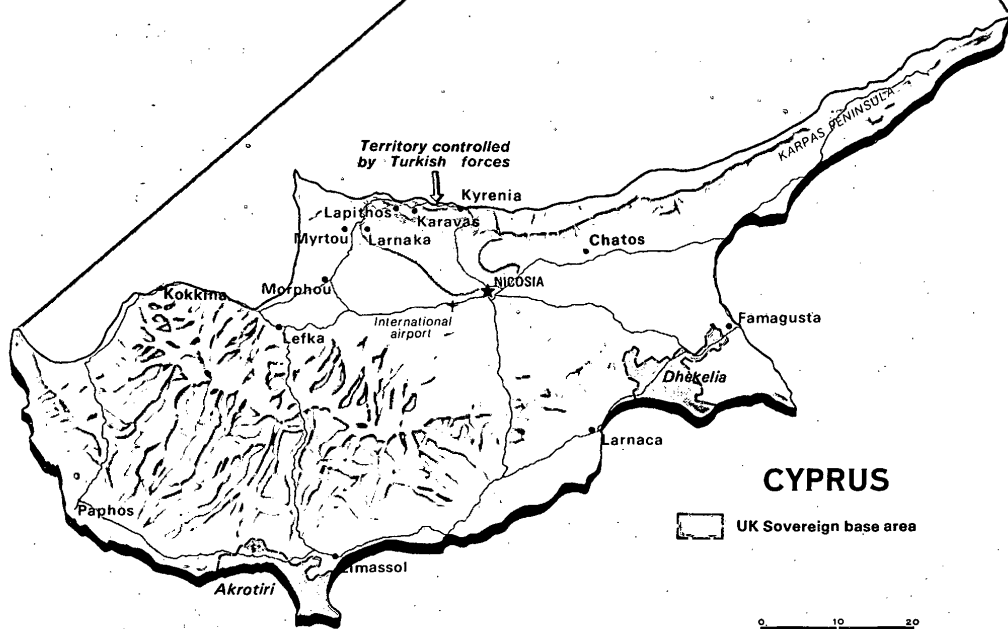 KARPAS PENINSULA
Territory controlled
by Turkish forces
Kyrenia
Lapithos
Karavas
Myrtou
Larnaka
Chatos
NICOSIA
Morphou
Kokkina
International
airport
Lefka
Famagusta
Dhekelia
Larnaca
CYPRUS
Paphos
UK Sovereign base area
Limassol
Akrotiri
0 10 20